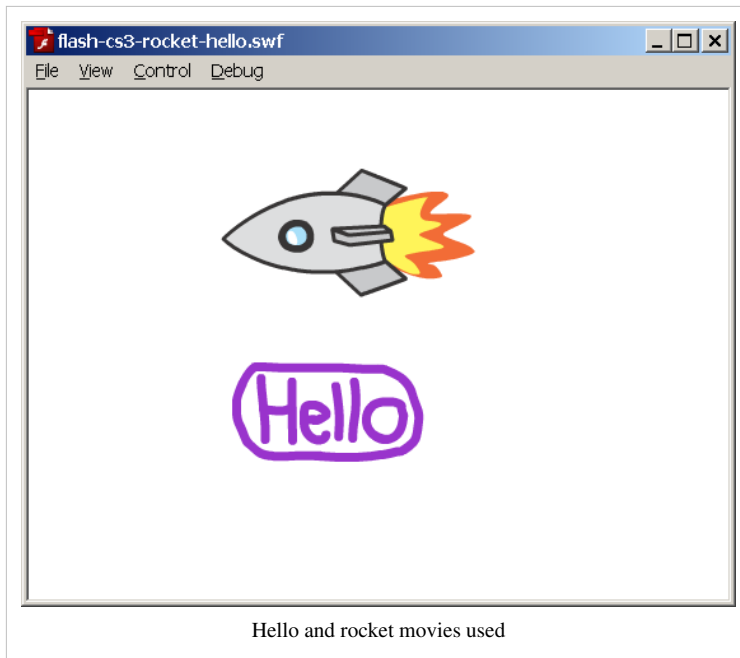 flash-cs3-rocket-hello.swf
File View Control Debug
Hello
Hello and rocket movies used